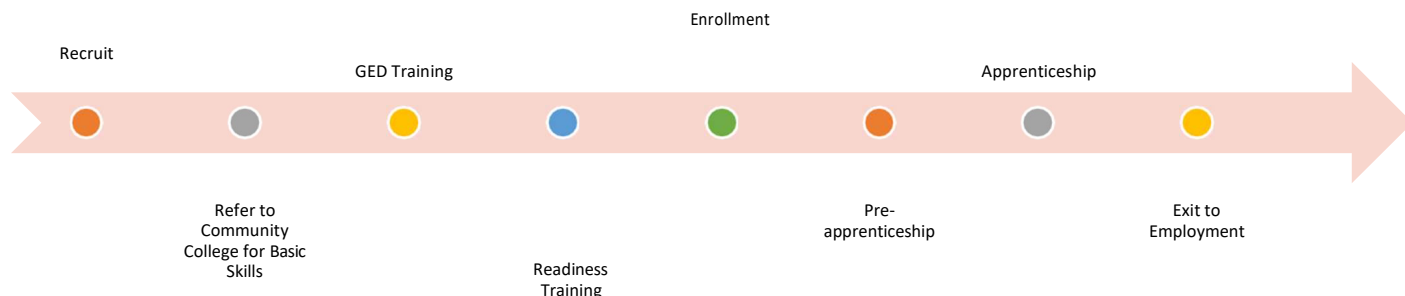 Enrollment
Recruit
GED Training
Apprenticeship
Refer to
Community
College for Basic
Skills
Pre-
apprenticeship
Exit to
Employment
Readiness
Training